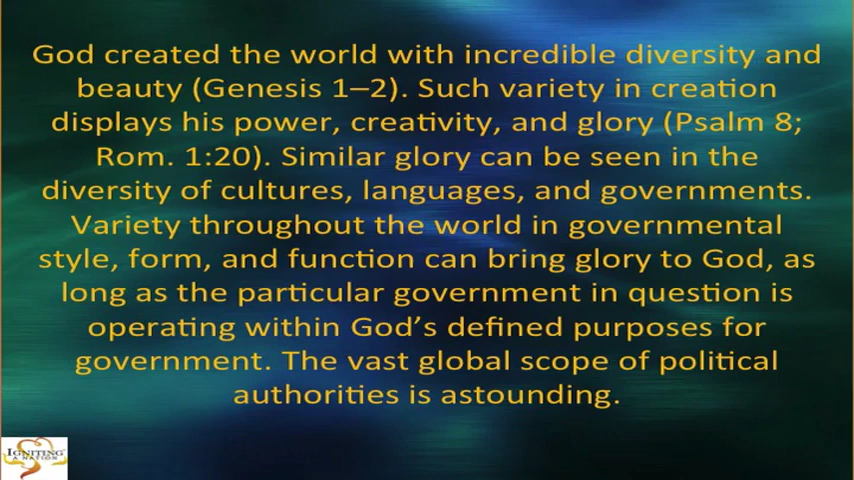 God created the world with incredible diversity and
beauty (Genesis 1–2). Such variety in creation
displays his power, creativity, and glory (Psalm 8;
Rom. 1:20). Similar glory can be seen in the
diversity of cultures, languages, and governments.
Variety throughout the world in governmental
style, form, and function can bring glory to God, as
long as the particular government in question is
operating within God’s defined purposes for
government. The vast global scope of political
authorities is astounding.
IGNITING
A NATION